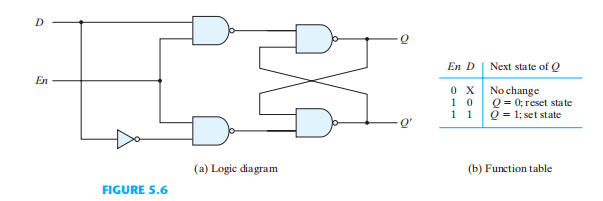 D
Q
En
Q'
En D Next state of Q
0 X No change
1 0 Q = 0; reset state
1 1 Q = 1; set state
(a) Logic diagram
(b) Function table
FIGURE 5.6